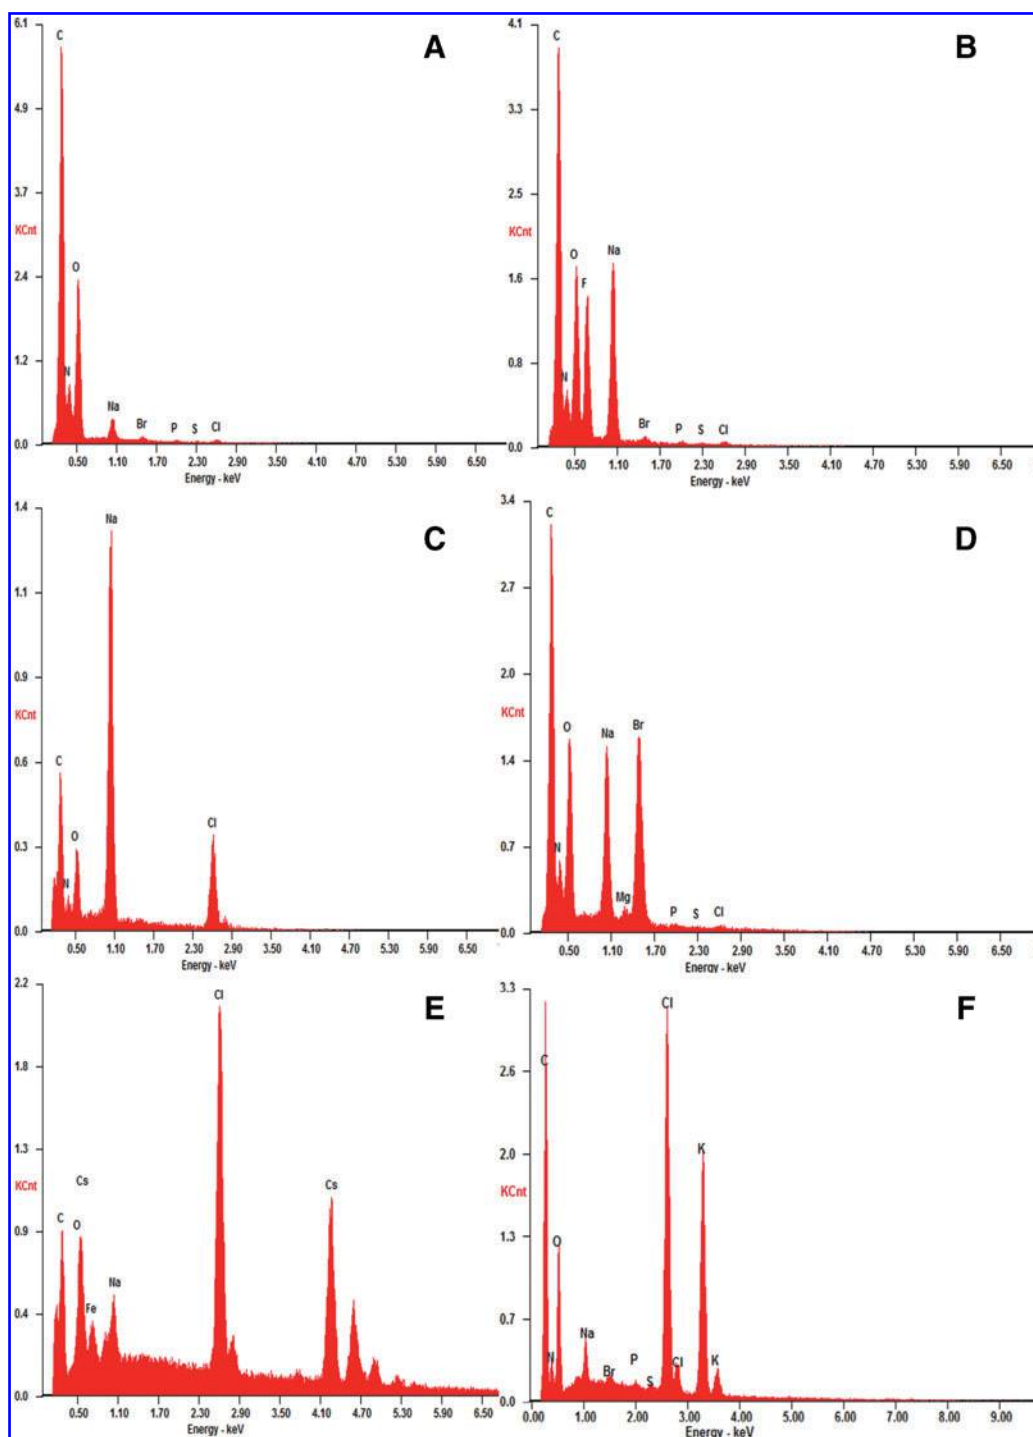 A
6.1
C
4.9
3.7
KCnt
O
2.4
N
1.2
Na
Br
P
S
Cl
0.0
0.50 1.10 1.70 2.30 2.90 3.50 4.10 4.70 5.30 5.90 6.50
Energy - keV
B
4.1
C
3.3
2.5
KCnt
O
Na
F
1.6
0.8
N
Br
P
S
Cl
0.0
0.50 1.10 1.70 2.30 2.90 3.50 4.10 4.70 5.30 5.90 6.50
Energy - keV
C
1.4
Na
1.1
0.9
KCnt
0.6
C
O
0.3
Cl
N
0.0
0.50 1.10 1.70 2.30 2.90 3.50 4.10 4.70 5.30 5.90 6.50
Energy - keV
D
3.4
C
2.7
2.0
KCnt
O
Na
Br
1.4
0.7
N
Mg
P
S
Cl
0.0
0.50 1.10 1.70 2.30 2.90 3.50 4.10 4.70 5.30 5.90 6.50
Energy - keV
E
2.2
Cl
1.8
1.3
KCnt
Cs
Cs
C
O
0.9
Na
Fe
0.4
0.0
0.50 1.10 1.70 2.30 2.90 3.50 4.10 4.70 5.30 5.90 6.50
Energy - keV
F
3.3
Cl
C
2.6
2.0
K
KCnt
O
1.3
0.7
Na
N
Br
P
S
Cl
K
0.0
0.00 1.00 2.00 3.00 4.00 5.00 6.00 7.00 8.00 9.00
Energy - keV